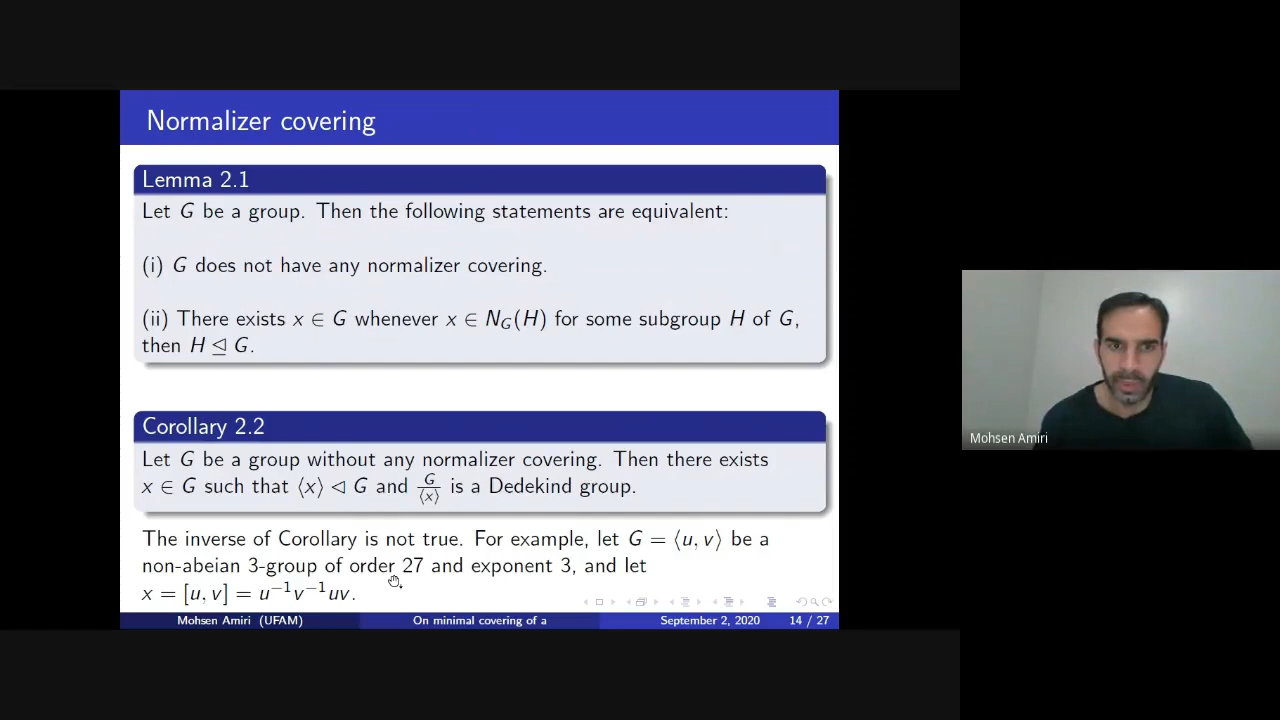 Normalizer covering
Lemma 2.1
Let G be a group. Then the following statements are equivalent:
(i) G does not have any normalizer covering.
(ii) There exists x ∈ G whenever x ∈ N_G(H) for some subgroup H of G,
then H ⊴ G.
Corollary 2.2
Let G be a group without any normalizer covering. Then there exists
x ∈ G such that ⟨x⟩ ⊲ G and G/⟨x⟩ is a Dedekind group.
The inverse of Corollary is not true. For example, let G = ⟨u, v⟩ be a
non-abeian 3-group of order 27 and exponent 3, and let
x = [u, v] = u⁻¹v⁻¹uv.
Mohsen Amiri (UFAM) On minimal covering of a September 2, 2020 14 / 27
Mohsen Amiri